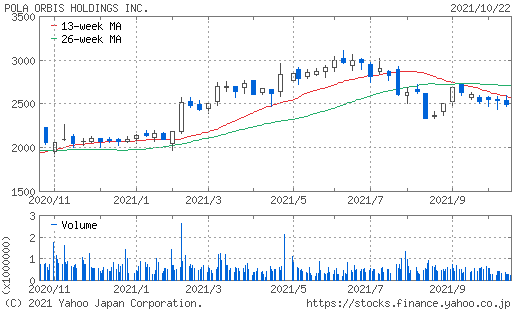 POLA ORBIS HOLDINGS INC. 2021/10/22
3500
13-week MA
26-week MA
3000
2500
2000
1500
2020/11 2021/1 2021/3 2021/5 2021/7 2021/9
3
Volume
2
1
0
(x1000000)
2020/11 2021/1 2021/3 2021/5 2021/7 2021/9
(C) 2021 Yahoo Japan Corporation. https://stocks.finance.yahoo.co.jp/